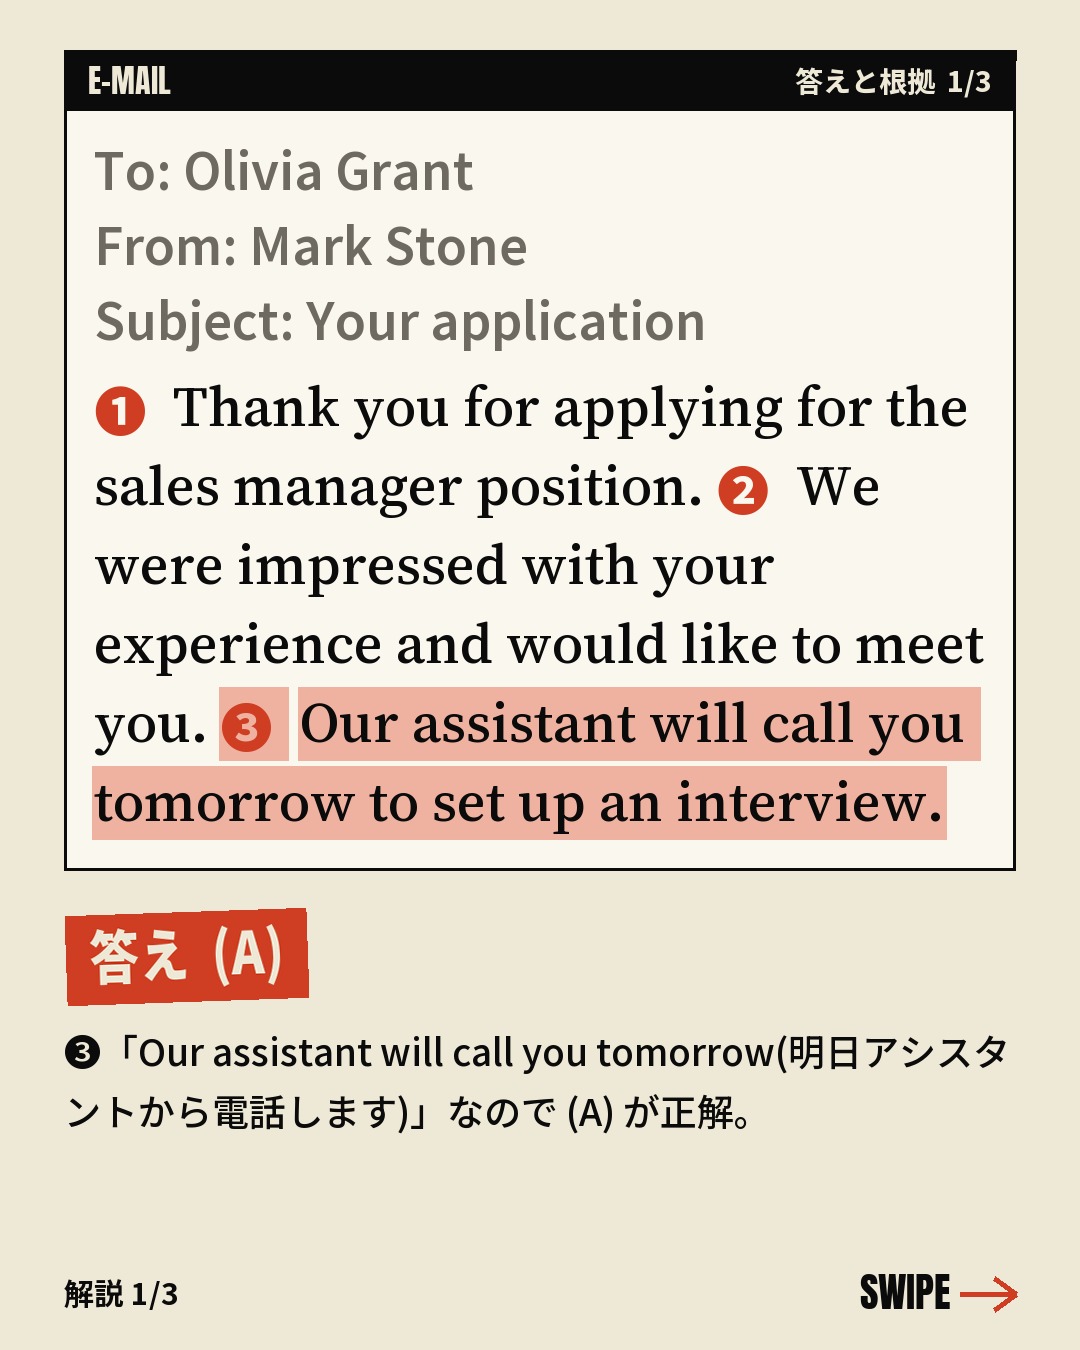 E-MAIL
答えと根拠 1/3
To: Olivia Grant
From: Mark Stone
Subject: Your application
❶ Thank you for applying for the
sales manager position. ❷ We
were impressed with your
experience and would like to meet
you. ❸ Our assistant will call you
tomorrow to set up an interview.
答え (A)
❸「Our assistant will call you tomorrow(明日アシスタ
ントから電話します)」なので (A) が正解。
解説 1/3
SWIPE →